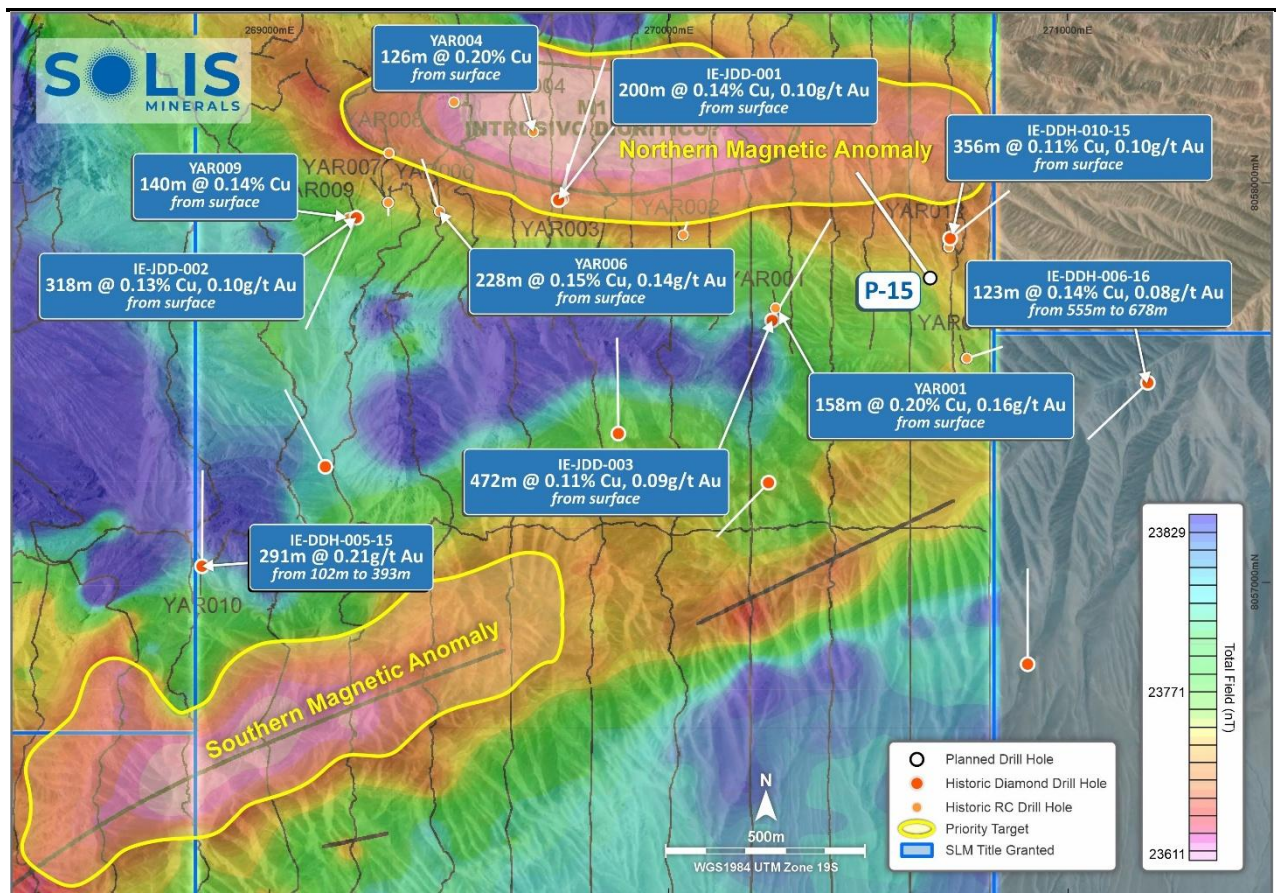 269000mE
270000mE
271000mE
SOLIS
MINERALS
YAR004
126m @ 0.20% Cu
from surface
IE-JDD-001
200m @ 0.14% Cu, 0.10g/t Au
from surface
004
M1
INTRUSIVO DIORITICO?
Northern Magnetic Anomaly
IE-DDH-010-15
356m @ 0.11% Cu, 0.10g/t Au
from surface
YAR008
YAR009
140m @ 0.14% Cu
from surface
YAR007
AR009
8058000mN
YAR002
YAR003
IE-JDD-002
318m @ 0.13% Cu, 0.10g/t Au
from surface
YAR006
228m @ 0.15% Cu, 0.14g/t Au
from surface
YAR001
P-15
IE-DDH-006-16
123m @ 0.14% Cu, 0.08g/t Au
from 555m to 678m
YAR001
158m @ 0.20% Cu, 0.16g/t Au
from surface
IE-JDD-003
472m @ 0.11% Cu, 0.09g/t Au
from surface
IE-DDH-005-15
291m @ 0.21g/t Au
from 102m to 393m
YAR010
8057000mN
Southern Magnetic Anomaly
23829
23771
23611
Total Field (nT)
N
500m
WGS1984 UTM Zone 19S
Planned Drill Hole
Historic Diamond Drill Hole
Historic RC Drill Hole
Priority Target
SLM Title Granted